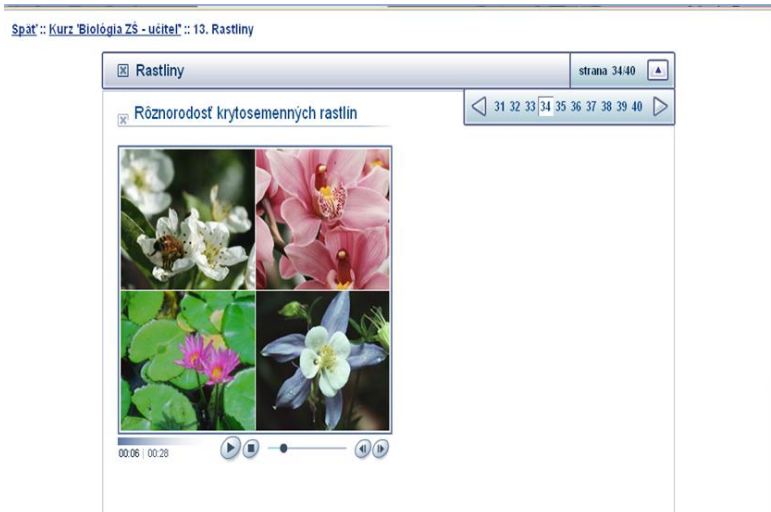 Späť :: Kurz 'Biológia ZŠ - učiteľ' :: 13. Rastliny
Rastliny
strana 34/40
31 32 33 34 35 36 37 38 39 40
Rôznorodosť krytosemenných rastlín
00:06 | 00:28